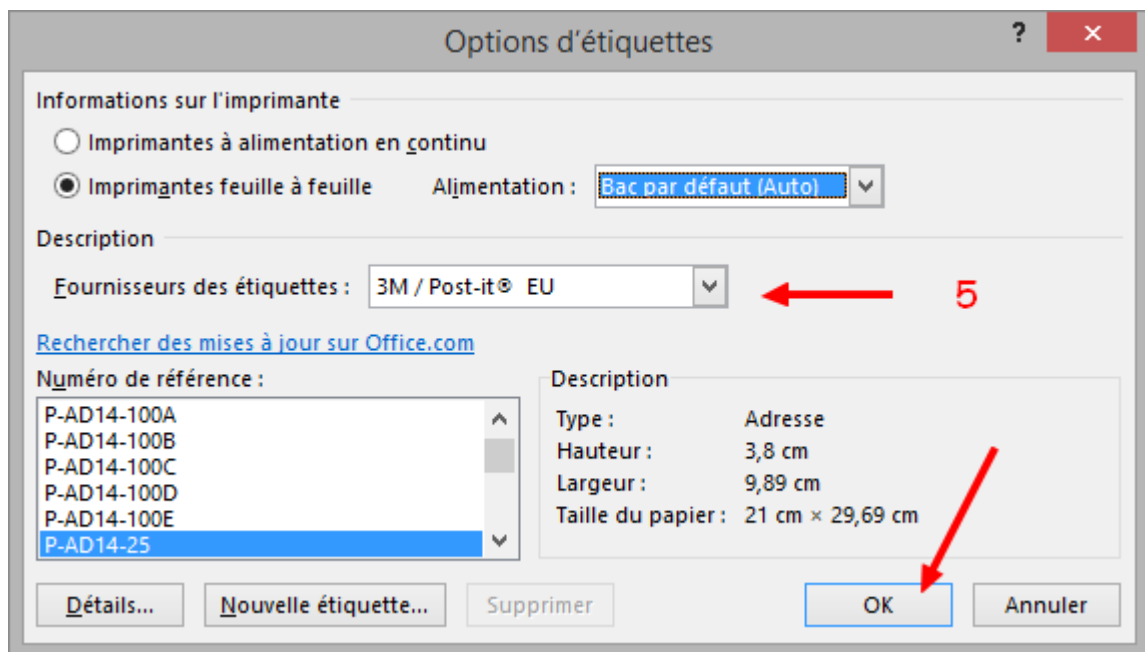 Options d'étiquettes
?
×
Informations sur l'imprimante
Imprimantes à alimentation en continu
Imprimantes feuille à feuille Alimentation : Bac par défaut (Auto)
Description
Fournisseurs des étiquettes : 3M / Post-it® EU
5
Rechercher des mises à jour sur Office.com
Numéro de référence :
P-AD14-100A
P-AD14-100B
P-AD14-100C
P-AD14-100D
P-AD14-100E
P-AD14-25
Description
Type : Adresse
Hauteur : 3,8 cm
Largeur : 9,89 cm
Taille du papier : 21 cm × 29,69 cm
Détails... Nouvelle étiquette... Supprimer OK Annuler